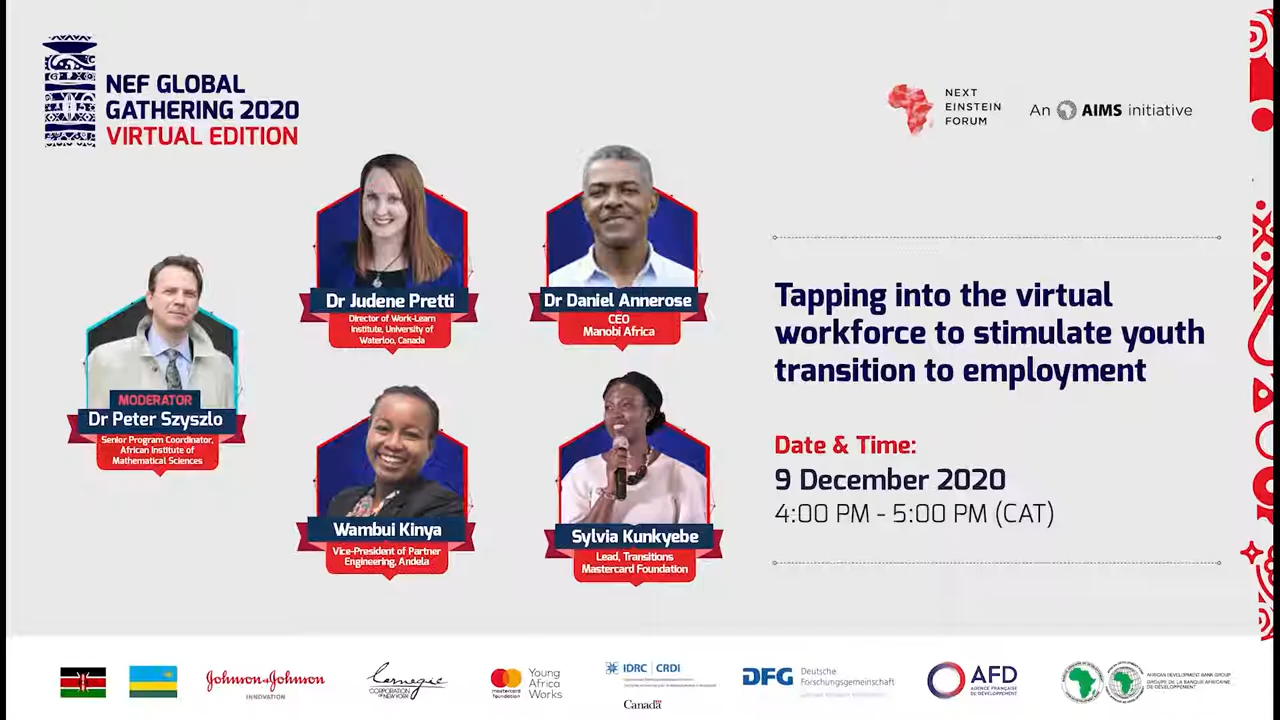 NEF GLOBAL
GATHERING 2020
VIRTUAL EDITION
NEXT
EINSTEIN
FORUM
An AIMS initiative
MODERATOR
Dr Peter Szyszlo
Senior Program Coordinator,
African Institute of
Mathematical Sciences
Dr Judene Pretti
Director of Work-Learn
Institute, University of
Waterloo, Canada
Dr Daniel Annerose
CEO
Manobi Africa
Wambui Kinya
Vice-President of Partner
Engineering, Andela
Sylvia Kunkyebe
Lead, Transitions
Mastercard Foundation
Tapping into the virtual
workforce to stimulate youth
transition to employment
Date & Time:
9 December 2020
4:00 PM - 5:00 PM (CAT)
Johnson & Johnson
INNOVATION
Carnegie
CORPORATION
OF NEW YORK
mastercard
foundation
Young
Africa
Works
IDRC | CRDI
Canada
DFG Deutsche
Forschungsgemeinschaft
AFD
AGENCE FRANÇAISE
DE DÉVELOPPEMENT
AFRICAN DEVELOPMENT BANK GROUP
GROUPE DE LA BANQUE AFRICAINE
DE DÉVELOPPEMENT